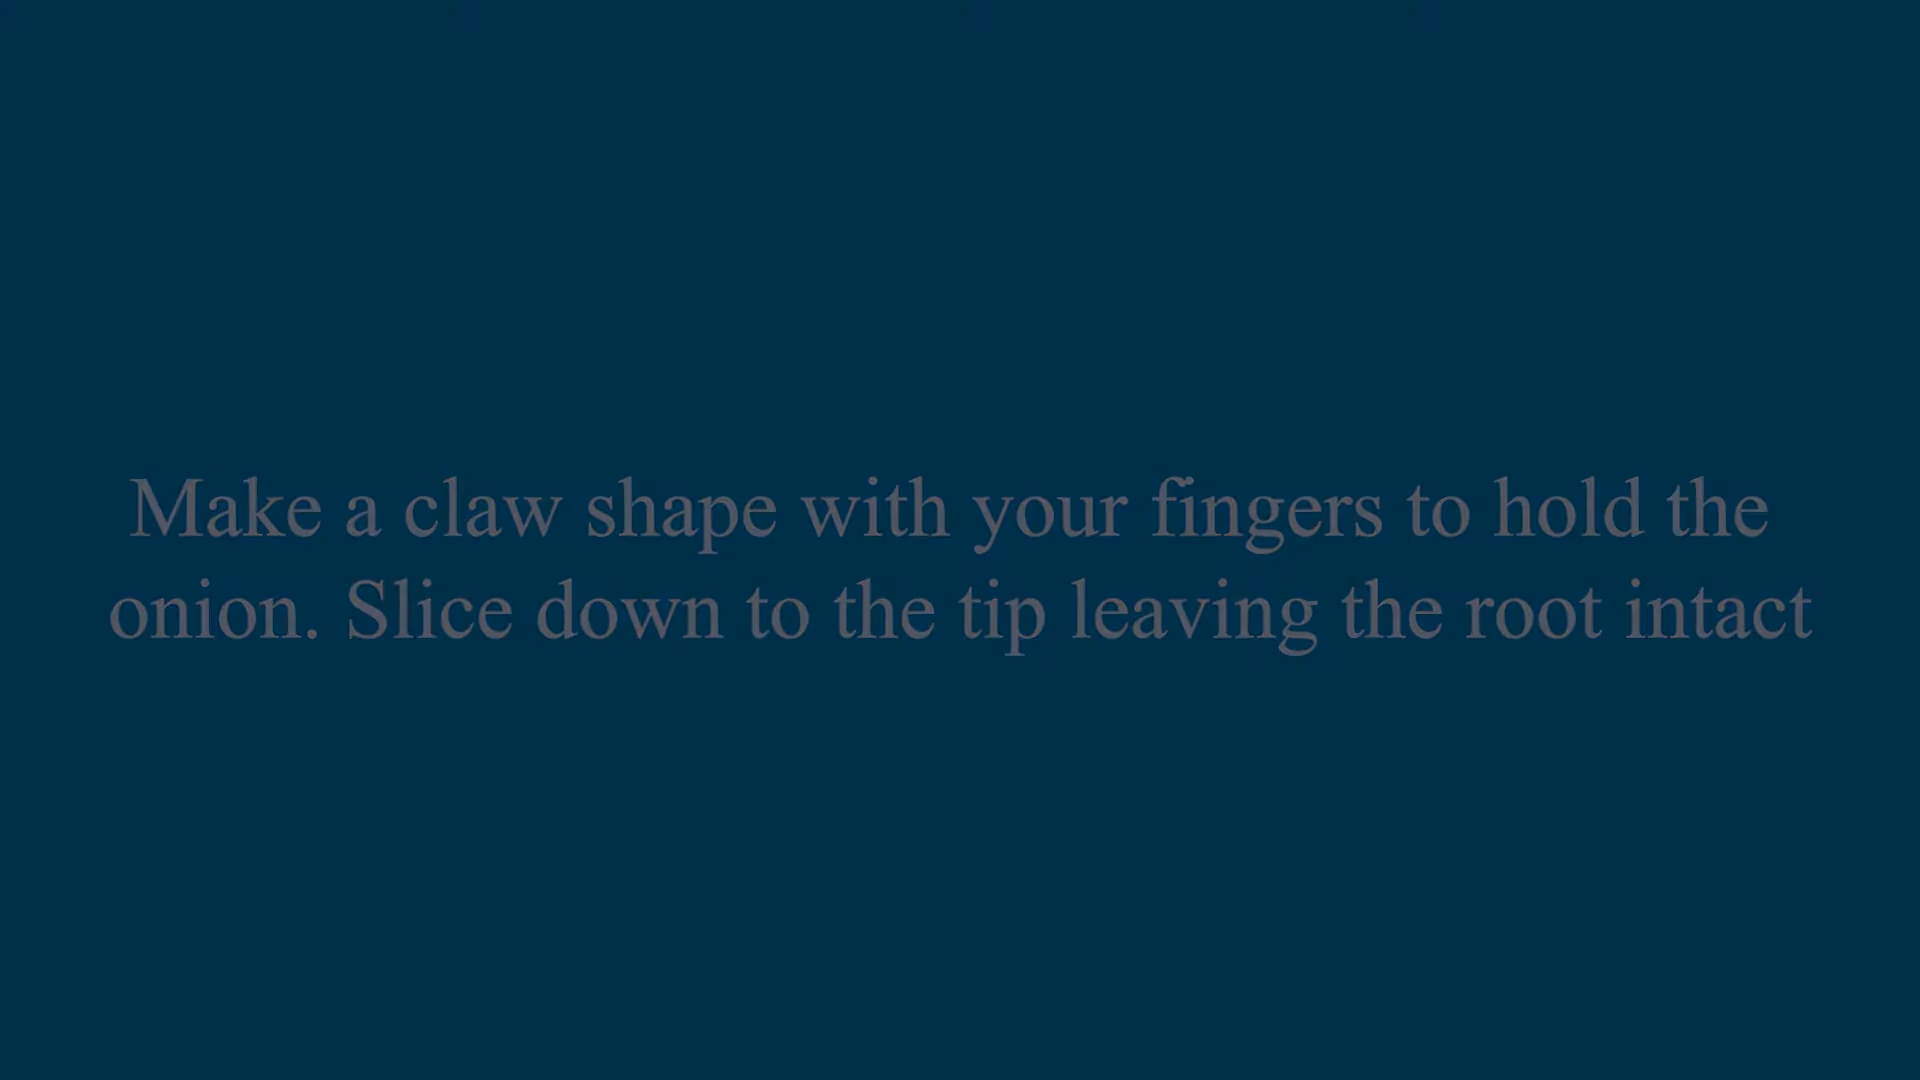 Make a claw shape with your fingers to hold the
onion. Slice down to the tip leaving the root intact